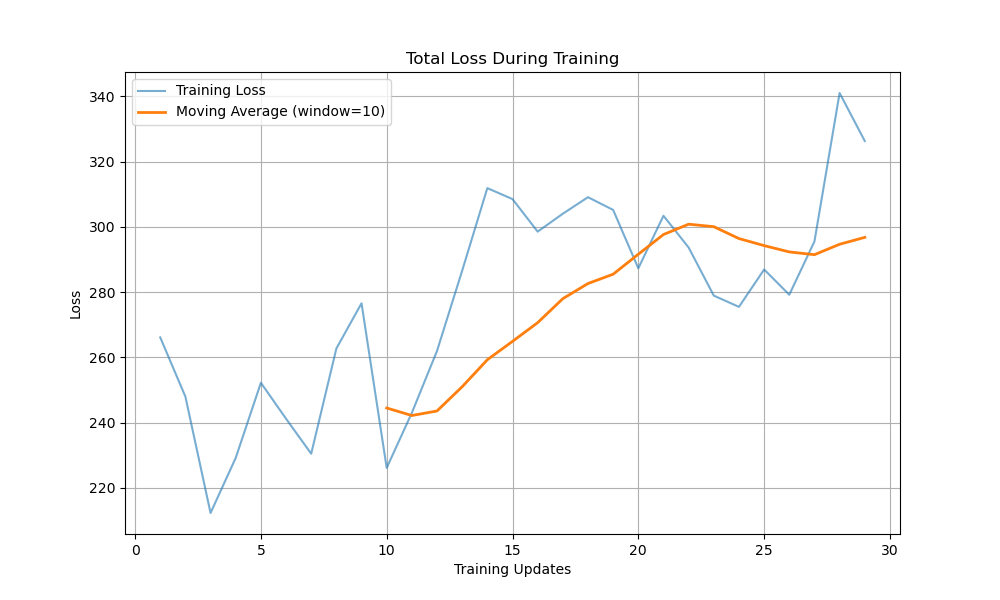 Total Loss During Training
Training Loss
Moving Average (window=10)
340
320
300
280
260
240
220
Loss
0 5 10 15 20 25 30
Training Updates